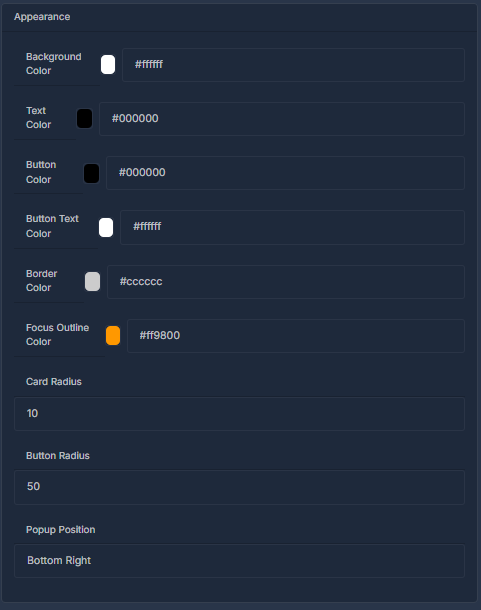 Appearance
Background
Color
#ffffff
Text
Color
#000000
Button
Color
#000000
Button Text
Color
#ffffff
Border
Color
#cccccc
Focus Outline
Color
#ff9800
Card Radius
10
Button Radius
50
Popup Position
Bottom Right